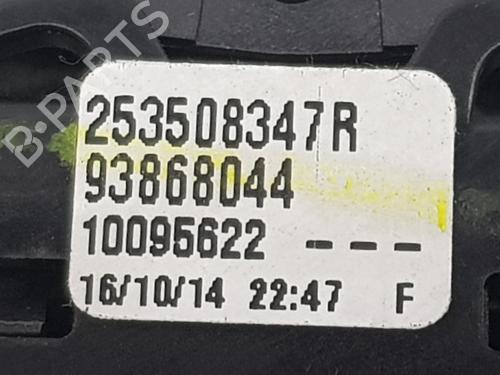 B-PARTS
253508347R
93868044
10095622 ---
16/10/14 22:47 F